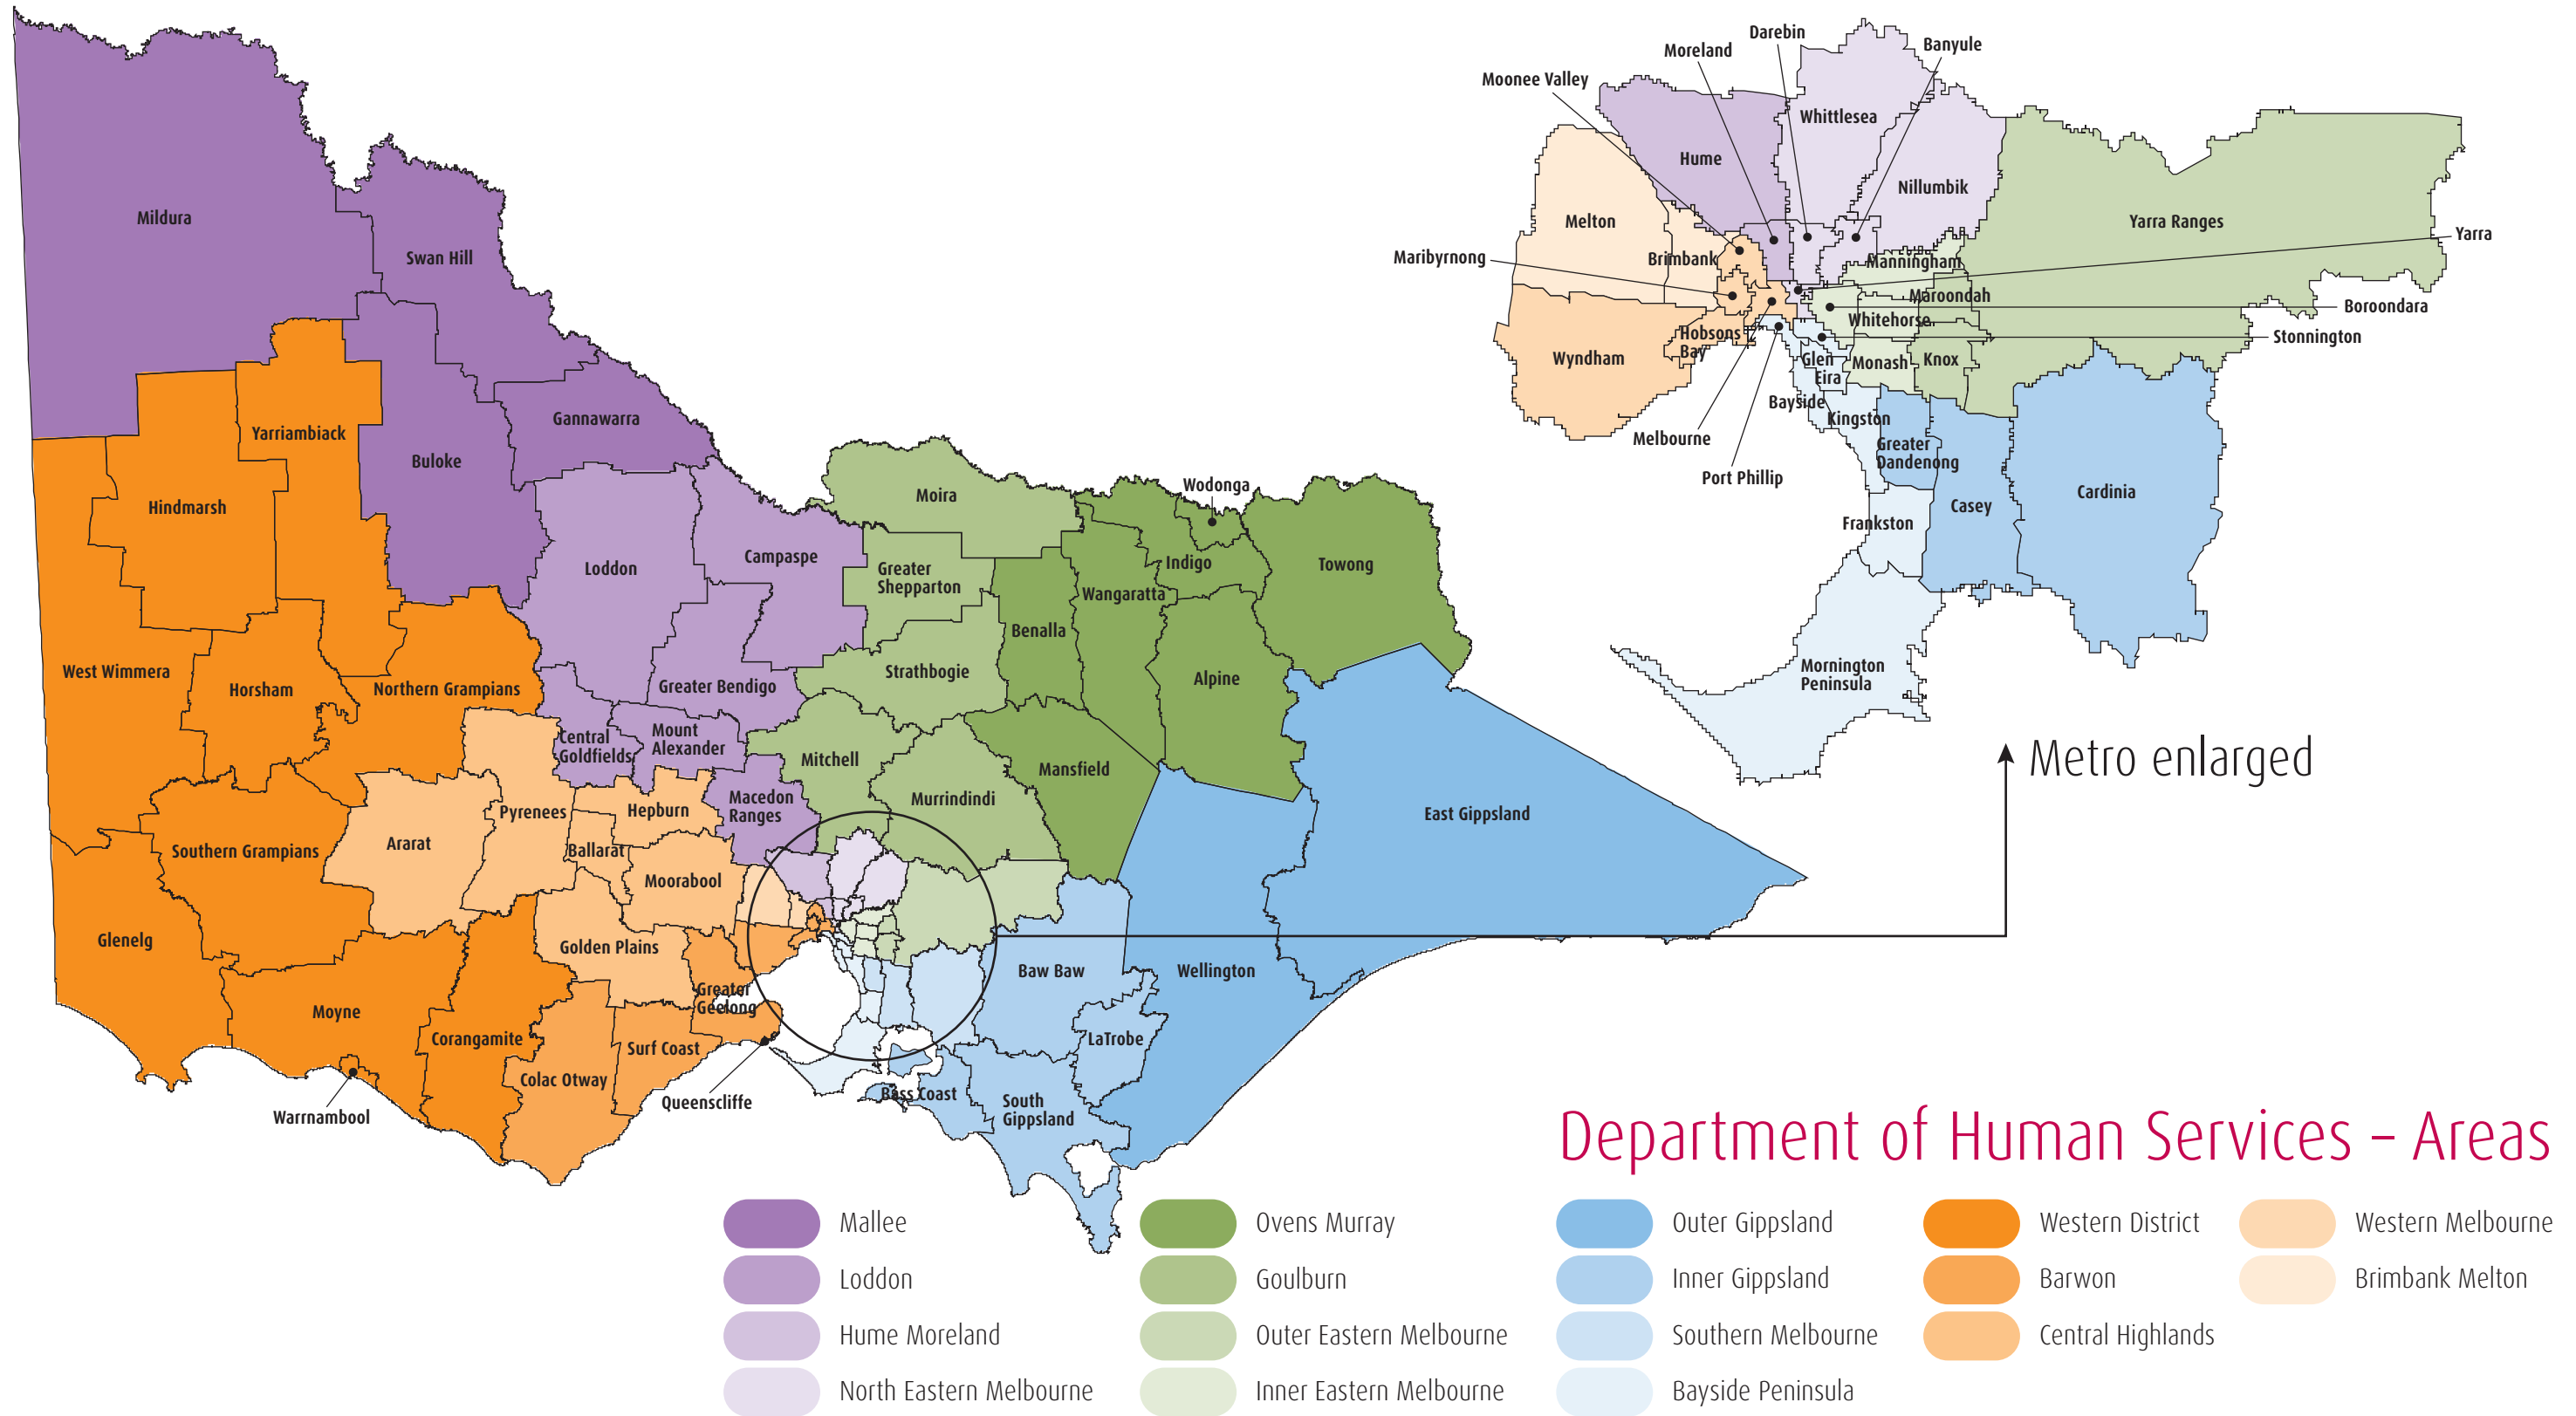 Mildura
Swan Hill
Gannawarra
Yarriambiack
Buloke
Hindmarsh
West Wimmera
Horsham
Northern Grampians
Loddon
Campaspe
Greater Bendigo
Central
Goldfields
Mount
Alexander
Macedon
Ranges
Moira
Greater
Shepparton
Strathbogie
Mitchell
Murrindindi
Wodonga
Indigo
Towong
Wangaratta
Benalla
Alpine
Mansfield
Southern Grampians
Ararat
Pyrenees
Hepburn
Ballarat
Moorabool
Golden Plains
Glenelg
Moyne
Corangamite
Warrnambool
Colac Otway
Surf Coast
Greater
Geelong
Queenscliffe
East Gippsland
Wellington
Baw Baw
LaTrobe
Bass Coast
South
Gippsland
Darebin
Moreland
Banyule
Moonee Valley
Whittlesea
Hume
Nillumbik
Melton
Yarra Ranges
Yarra
Maribyrnong
Brimbank
Manningham
Maroondah
Boroondara
Whitehorse
Stonnington
Hobsons
Bay
Wyndham
Glen
Eira
Monash
Knox
Bayside
Kingston
Melbourne
Greater
Dandenong
Port Phillip
Cardinia
Casey
Frankston
Mornington
Peninsula
Metro enlarged
Department of Human Services – Areas
Mallee
Loddon
Hume Moreland
North Eastern Melbourne
Ovens Murray
Goulburn
Outer Eastern Melbourne
Inner Eastern Melbourne
Outer Gippsland
Inner Gippsland
Southern Melbourne
Bayside Peninsula
Western District
Barwon
Central Highlands
Western Melbourne
Brimbank Melton